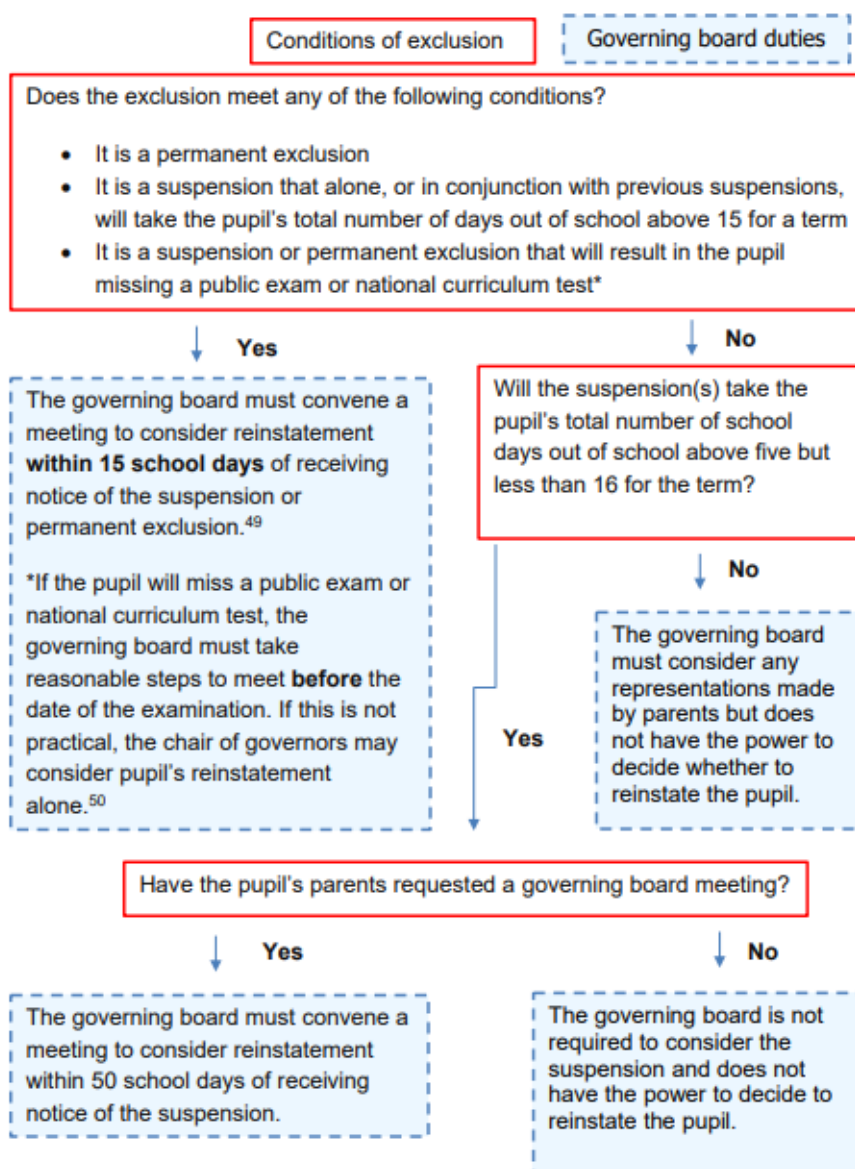 Conditions of exclusion
Governing board duties
Does the exclusion meet any of the following conditions?
• It is a permanent exclusion
• It is a suspension that alone, or in conjunction with previous suspensions,
will take the pupil's total number of days out of school above 15 for a term
• It is a suspension or permanent exclusion that will result in the pupil
missing a public exam or national curriculum test*
Yes
No
The governing board must convene a
meeting to consider reinstatement
within 15 school days of receiving
notice of the suspension or
permanent exclusion.49
*If the pupil will miss a public exam or
national curriculum test, the
governing board must take
reasonable steps to meet before the
date of the examination. If this is not
practical, the chair of governors may
consider pupil's reinstatement
alone.50
Will the suspension(s) take the
pupil's total number of school
days out of school above five but
less than 16 for the term?
No
The governing board
must consider any
representations made
by parents but does
not have the power to
decide whether to
reinstate the pupil.
Yes
Have the pupil's parents requested a governing board meeting?
Yes
No
The governing board must convene a
meeting to consider reinstatement
within 50 school days of receiving
notice of the suspension.
The governing board is not
required to consider the
suspension and does not
have the power to decide to
reinstate the pupil.